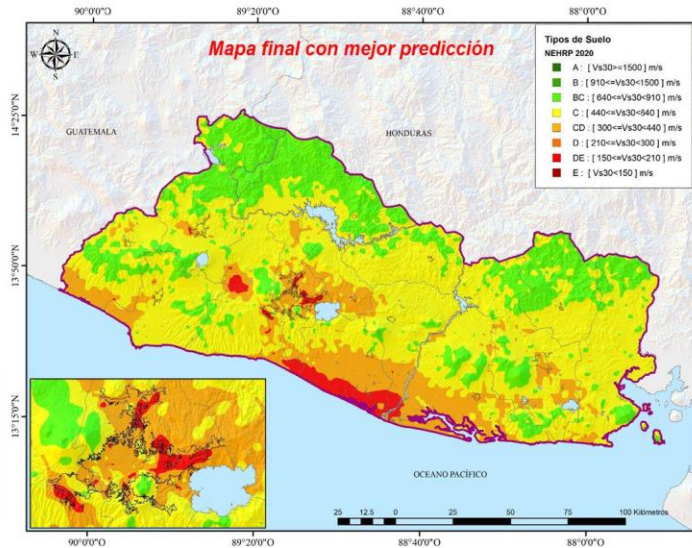 90°0'0"O 89°20'0"O 88°40'0"O 88°0'0"O
Mapa final con mejor predicción
N
W E
S
Tipos de Suelo
NEHRP 2020
A : [ Vs30>=1500 ] m/s
B : [ 910<=Vs30<1500 ] m/s
BC : [ 640<=Vs30<910 ] m/s
C : [ 440<=Vs30<640 ] m/s
CD : [ 300<=Vs30<440 ] m/s
D : [ 210<=Vs30<300 ] m/s
DE : [ 150<=Vs30<210 ] m/s
E : [ Vs30<150 ] m/s
14°25'0"N
GUATEMALA
HONDURAS
13°50'0"N
13°15'0"N
OCEANO PACÍFICO
25 12.5 0 25 50 75 100 Kilómetros
90°0'0"O 89°20'0"O 88°40'0"O 88°0'0"O